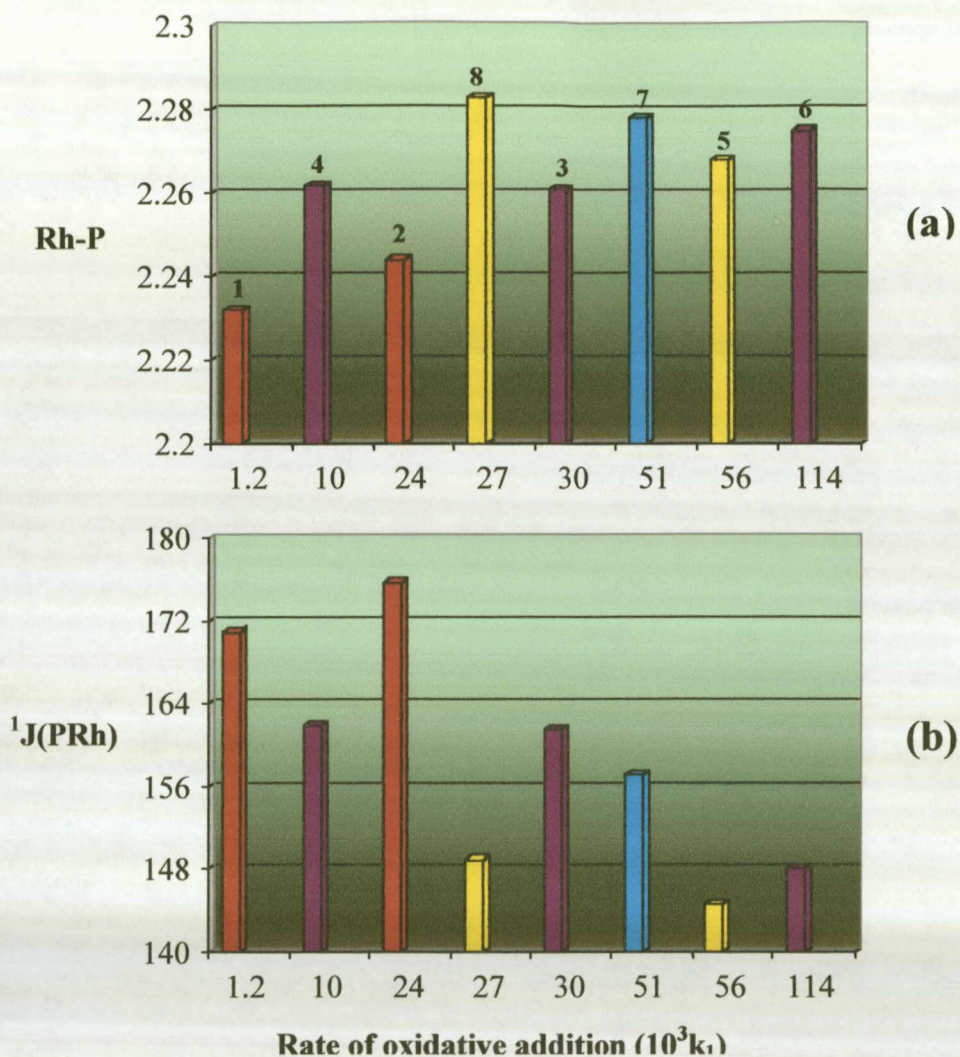 2.3
2.28
2.26
2.24
2.22
2.2
Rh-P
1
4
2
8
3
7
5
6
1.2 10 24 27 30 51 56 114
(a)
180
172
164
156
148
140
¹J(PRh)
1.2 10 24 27 30 51 56 114
(b)
Rate of oxidative addition (10³k₁)